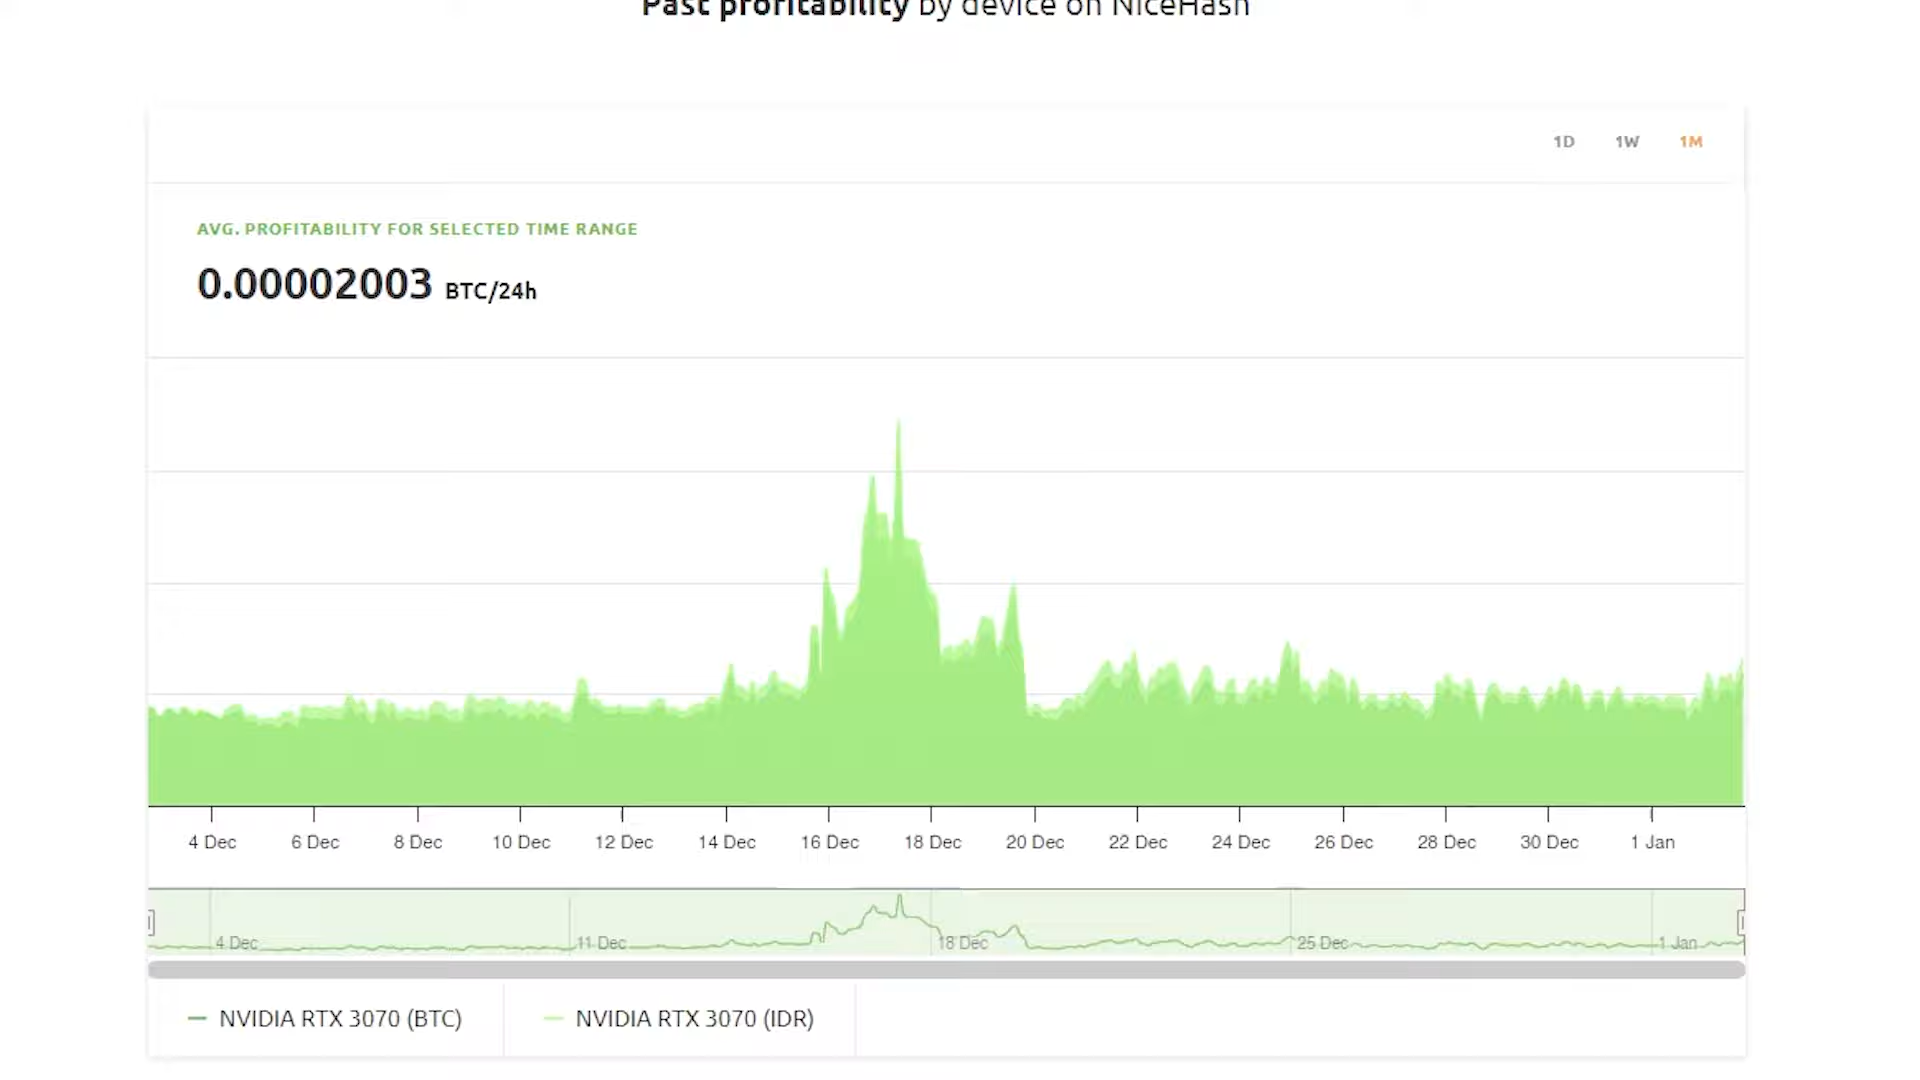 Past profitability by device on NiceHash
1D 1W 1M
AVG. PROFITABILITY FOR SELECTED TIME RANGE
0.00002003 BTC/24h
4 Dec 6 Dec 8 Dec 10 Dec 12 Dec 14 Dec 16 Dec 18 Dec 20 Dec 22 Dec 24 Dec 26 Dec 28 Dec 30 Dec 1 Jan
4 Dec 11 Dec 18 Dec 25 Dec 1 Jan
NVIDIA RTX 3070 (BTC) NVIDIA RTX 3070 (IDR)